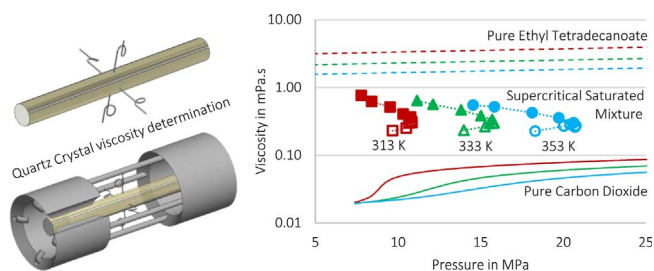 Quartz Crystal viscosity determination
Viscosity in mPa.s
10.00
1.00
0.10
0.01
Pure Ethyl Tetradecanoate
Supercritical Saturated
Mixture
313 K
333 K
353 K
Pure Carbon Dioxide
5
10
15
20
25
Pressure in MPa